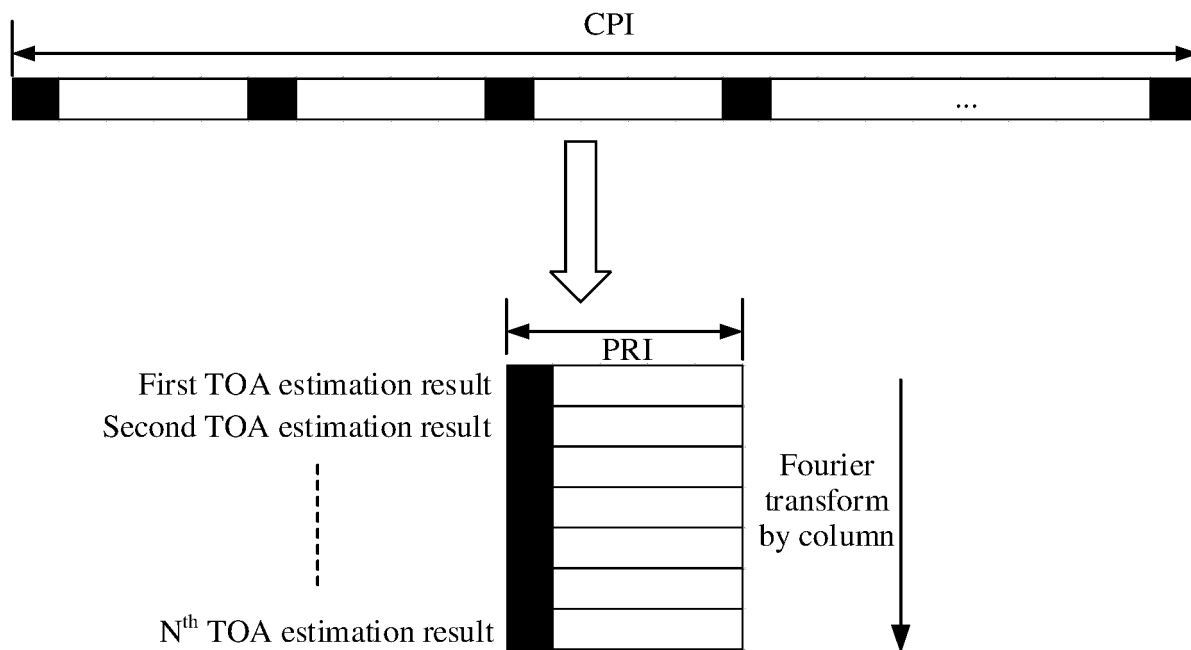 CPI
...
PRI
First TOA estimation result
Second TOA estimation result
Fourier
transform
by column
Nth TOA estimation result